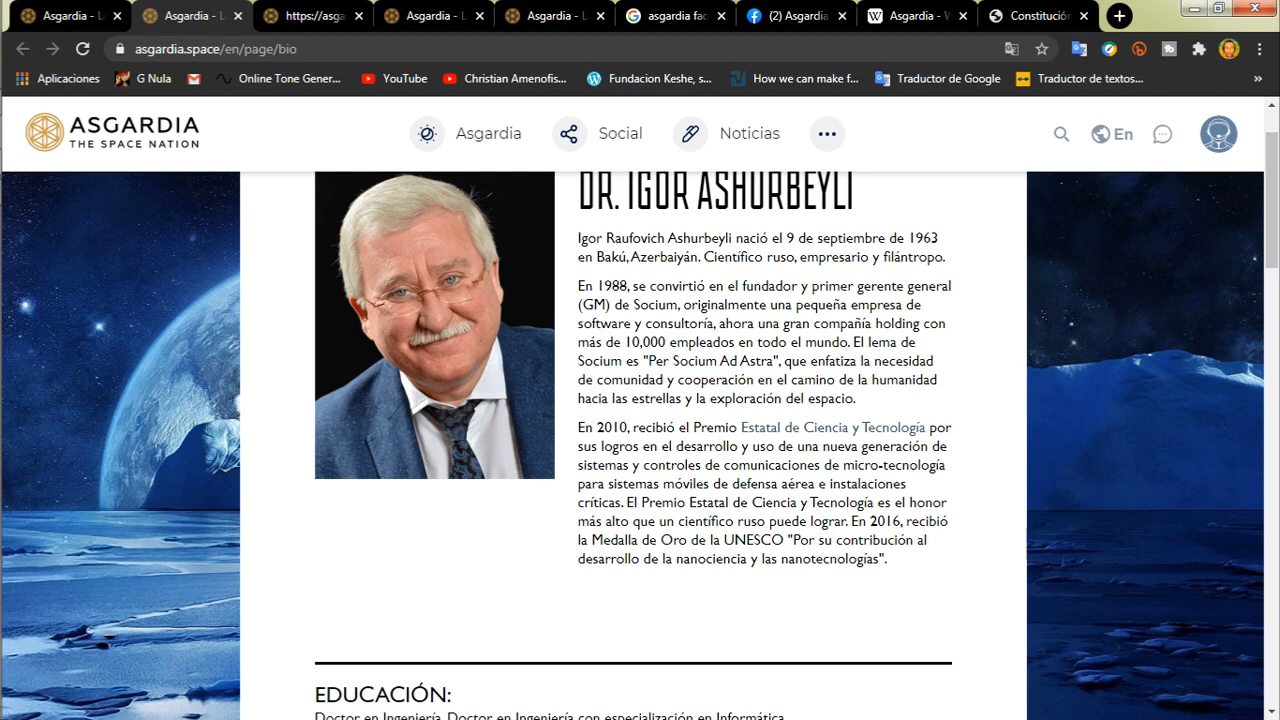 Asgardia - L
Asgardia - L
https://asga
Asgardia - L
Asgardia - L
asgardia fac
(2) Asgardia
Asgardia - W
Constitución
asgardia.space/en/page/bio
Aplicaciones
G Nula
Online Tone Gener...
YouTube
Christian Amenofis...
Fundacion Keshe, s...
How we can make f...
Traductor de Google
Traductor de textos...
»
ASGARDIA
THE SPACE NATION
Asgardia
Social
Noticias
En
DR. IGOR ASHURBEYLI
Igor Raufovich Ashurbeyli nació el 9 de septiembre de 1963
en Bakú, Azerbaiyán. Científico ruso, empresario y filántropo.
En 1988, se convirtió en el fundador y primer gerente general
(GM) de Socium, originalmente una pequeña empresa de
software y consultoría, ahora una gran compañía holding con
más de 10,000 empleados en todo el mundo. El lema de
Socium es "Per Socium Ad Astra", que enfatiza la necesidad
de comunidad y cooperación en el camino de la humanidad
hacia las estrellas y la exploración del espacio.
En 2010, recibió el Premio Estatal de Ciencia y Tecnología por
sus logros en el desarrollo y uso de una nueva generación de
sistemas y controles de comunicaciones de micro-tecnología
para sistemas móviles de defensa aérea e instalaciones
críticas. El Premio Estatal de Ciencia y Tecnología es el honor
más alto que un científico ruso puede lograr. En 2016, recibió
la Medalla de Oro de la UNESCO "Por su contribución al
desarrollo de la nanociencia y las nanotecnologías".
EDUCACIÓN:
Doctor en Ingeniería, Doctor en Ingeniería con especialización en Informática